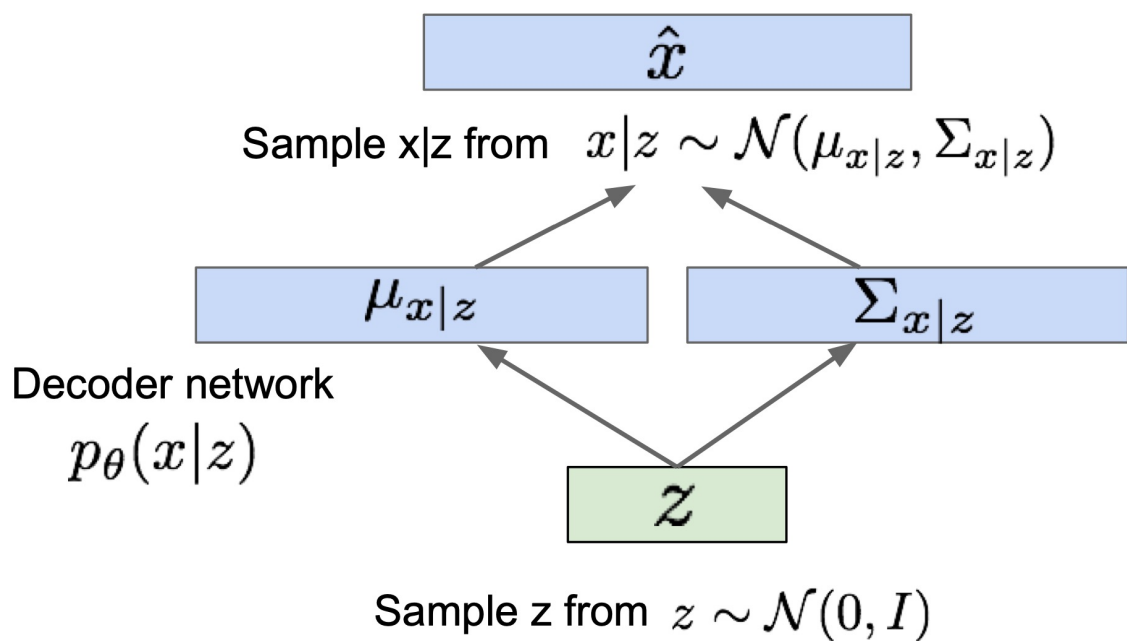 x̂
Sample x|z from x|z ∼ 𝒩(μ_{x|z}, Σ_{x|z})
μ_{x|z} Σ_{x|z}
Decoder network
p_θ(x|z)
z
Sample z from z ∼ 𝒩(0, I)